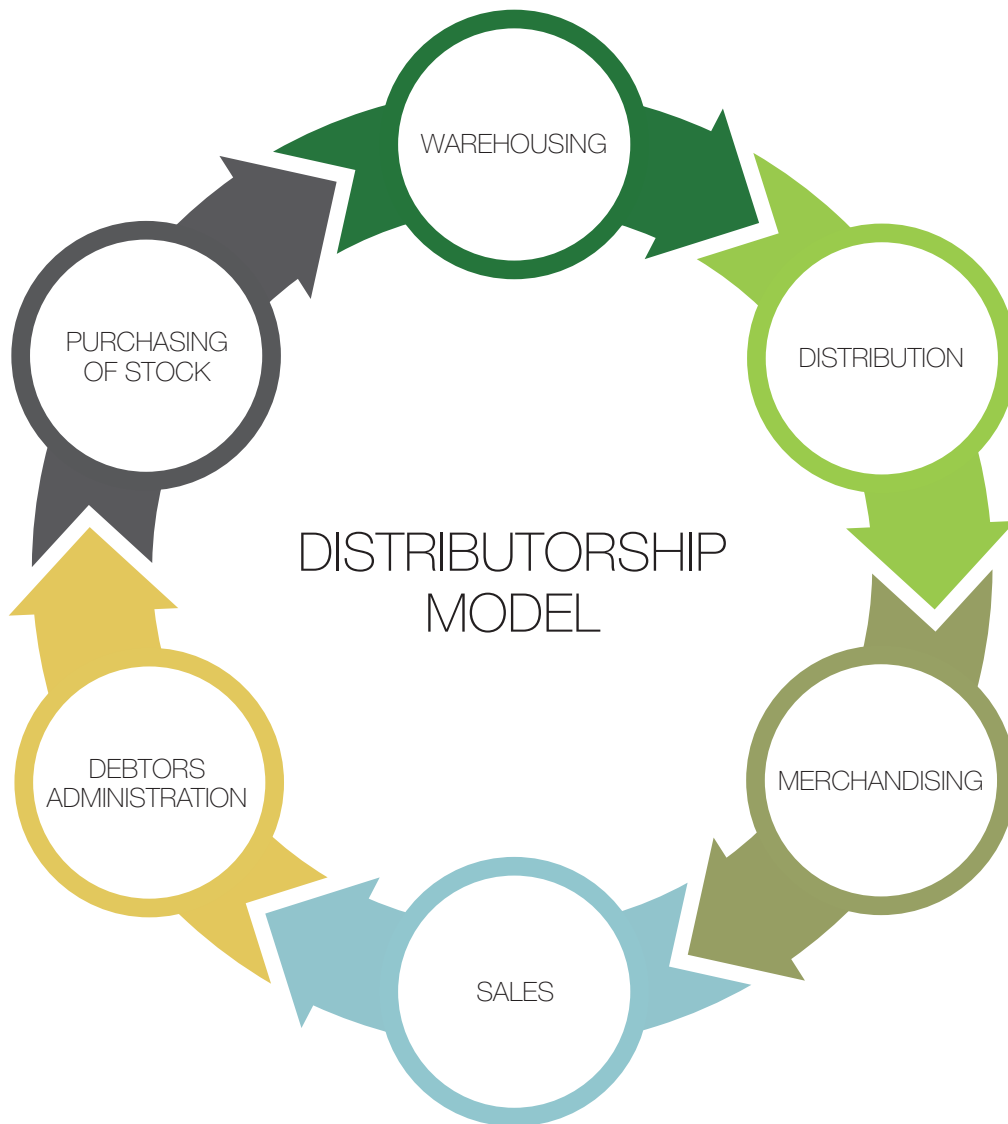 WAREHOUSING
DISTRIBUTION
MERCHANDISING
SALES
DEBTORS
ADMINISTRATION
PURCHASING
OF STOCK
DISTRIBUTORSHIP
MODEL